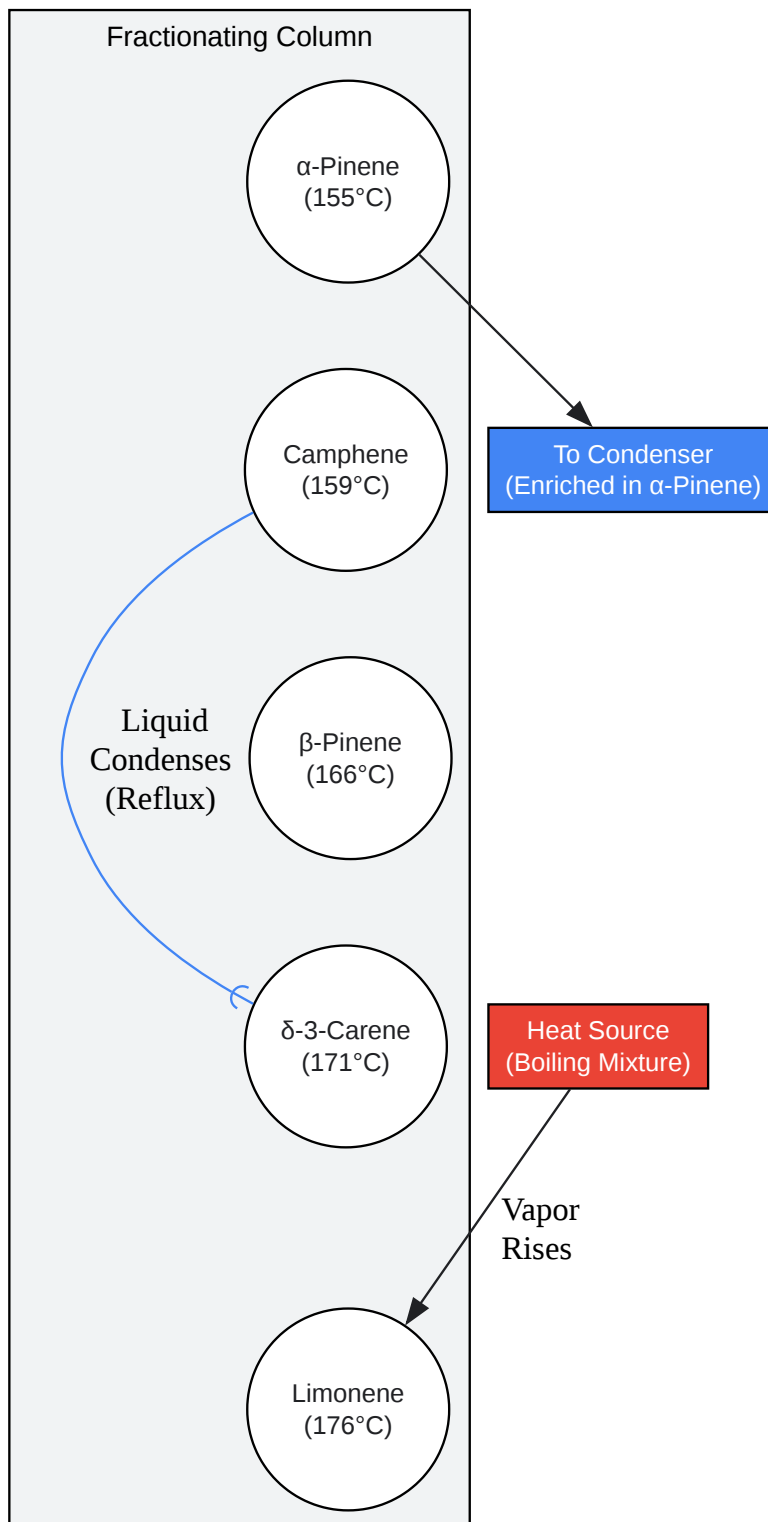 Fractionating Column
α-Pinene
(155°C)
Camphene
(159°C)
To Condenser
(Enriched in α-Pinene)
Liquid
Condenses
(Reflux)
β-Pinene
(166°C)
δ-3-Carene
(171°C)
Heat Source
(Boiling Mixture)
Vapor
Rises
Limonene
(176°C)